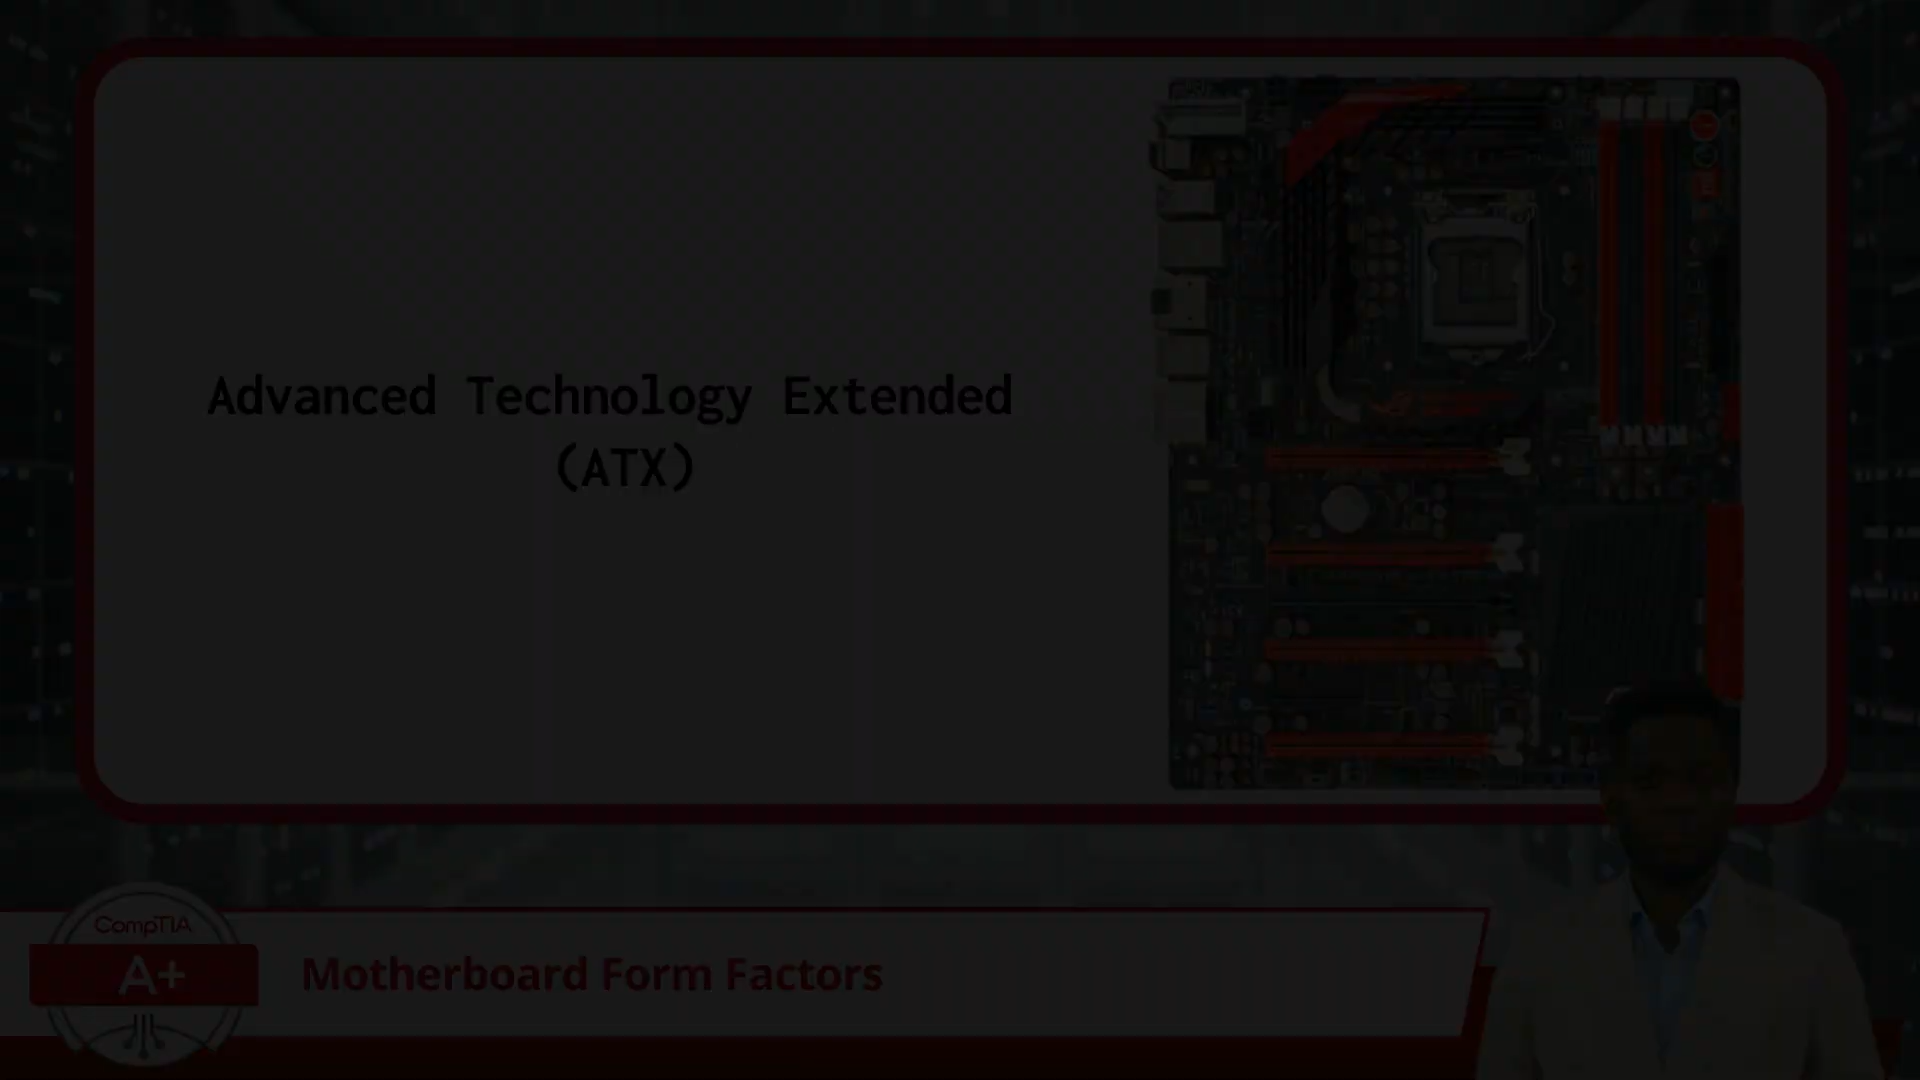 Advanced Technology Extended
(ATX)
CompTIA
A+
Motherboard Form Factors